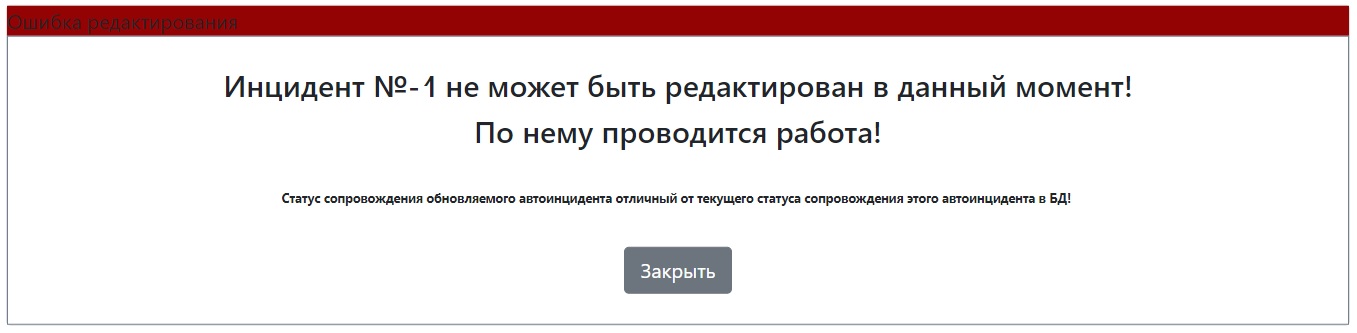 Ошибка редактирования
Инцидент №-1 не может быть редактирован в данный момент!
По нему проводится работа!
Статус сопровождения обновляемого автоинцидента отличный от текущего статуса сопровождения этого автоинцидента в БД!
Закрыть